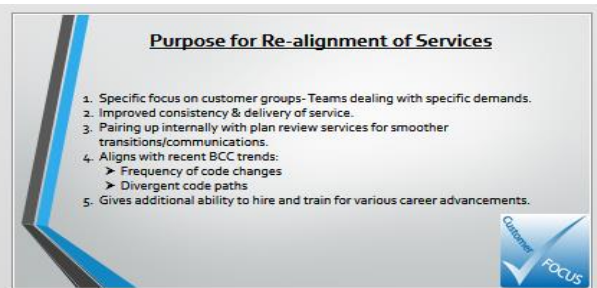 Purpose for Re-alignment of Services
1. Specific focus on customer groups- Teams dealing with specific demands.
2. Improved consistency & delivery of service.
3. Pairing up internally with plan review services for smoother
transitions/communications.
4. Aligns with recent BCC trends:
➤ Frequency of code changes
➤ Divergent code paths
5. Gives additional ability to hire and train for various career advancements.
Customer
FOCUS